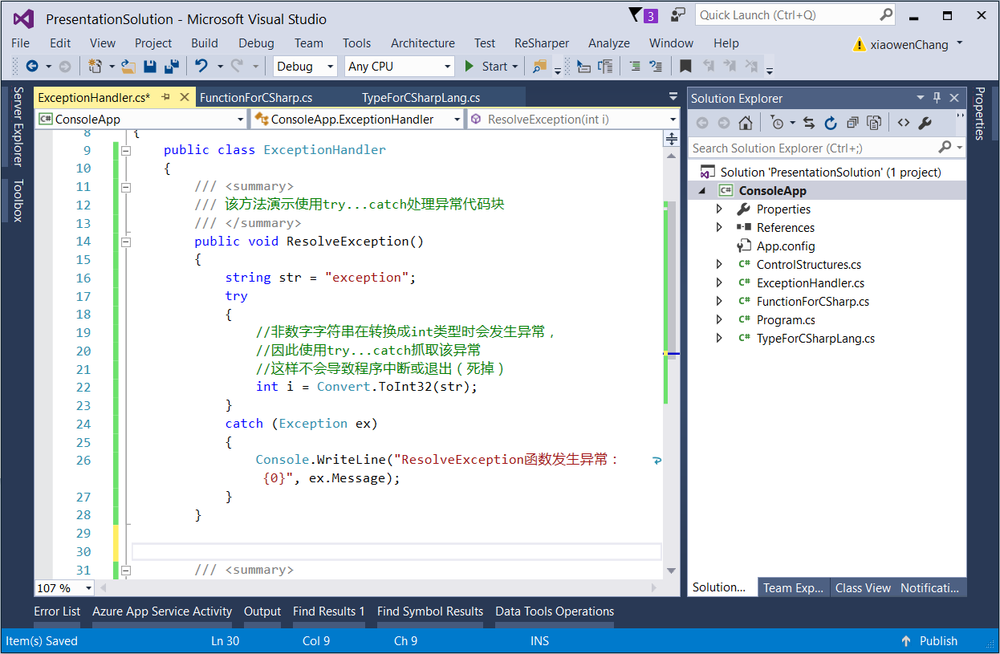 PresentationSolution - Microsoft Visual Studio
3
Quick Launch (Ctrl+Q)
File Edit View Project Build Debug Team Tools Architecture Test ReSharper Analyze Window Help
xiaowenChang
Debug Any CPU Start
Server Explorer
Toolbox
ExceptionHandler.cs* FunctionForCSharp.cs TypeForCSharpLang.cs
C# ConsoleApp ConsoleApp.ExceptionHandler ResolveException(int i)
8 {
9 public class ExceptionHandler
10 {
11 /// <summary>
12 /// 该方法演示使用try...catch处理异常代码块
13 /// </summary>
14 public void ResolveException()
15 {
16 string str = "exception";
17 try
18 {
19 //非数字字符串在转换成int类型时会发生异常，
20 //因此使用try...catch抓取该异常
21 //这样不会导致程序中断或退出（死掉）
22 int i = Convert.ToInt32(str);
23 }
24 catch (Exception ex)
25 {
26 Console.WriteLine("ResolveException函数发生异常：
{0}", ex.Message);
27 }
28 }
29
30
31 /// <summary>
107 %
Solution Explorer
Search Solution Explorer (Ctrl+;)
Solution 'PresentationSolution' (1 project)
C# ConsoleApp
Properties
References
App.config
C# ControlStructures.cs
C# ExceptionHandler.cs
C# FunctionForCSharp.cs
C# Program.cs
C# TypeForCSharpLang.cs
Solution... Team Exp... Class View Notificati...
Properties
Error List Azure App Service Activity Output Find Results 1 Find Symbol Results Data Tools Operations
Item(s) Saved Ln 30 Col 9 Ch 9 INS Publish